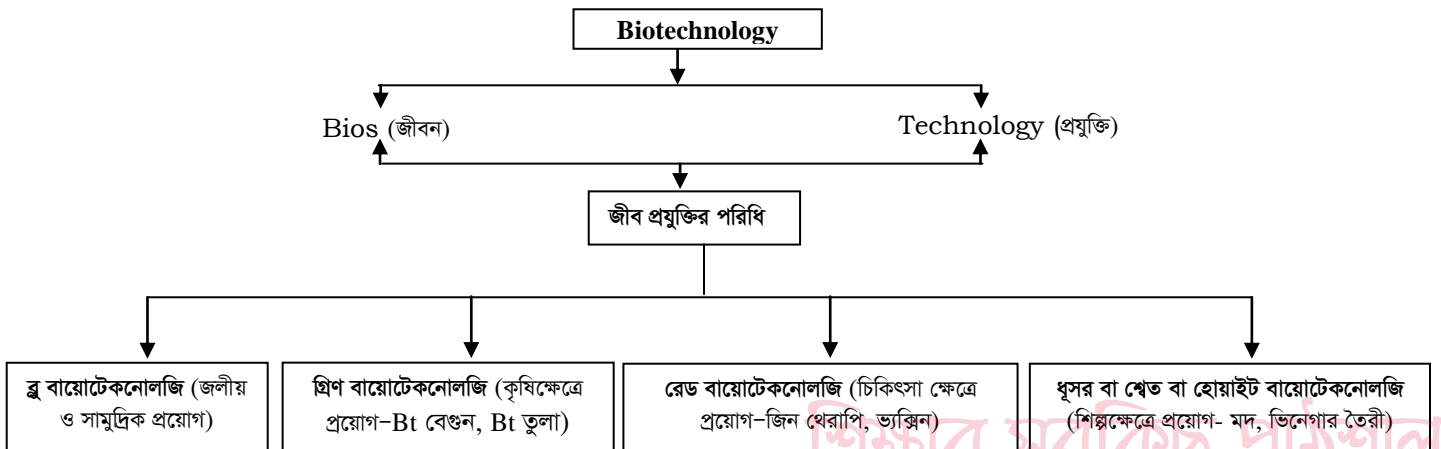 Biotechnology
Bios (জীবন)
Technology (প্রযুক্তি)
জীব প্রযুক্তির পরিধি
ব্লু বায়োটেকনোলজি (জলীয়
ও সামুদ্রিক প্রয়োগ)
গ্রিণ বায়োটেকনোলজি (কৃষিক্ষেত্রে
প্রয়োগ-Bt বেগুন, Bt তুলা)
রেড বায়োটেকনোলজি (চিকিৎসা ক্ষেত্রে
প্রয়োগ-জিন থেরাপি, ভ্যক্সিন)
ধূসর বা শ্বেত বা হোয়াইট বায়োটেকনোলজি
(শিল্পক্ষেত্রে প্রয়োগ- মদ, ভিনেগার তৈরী)